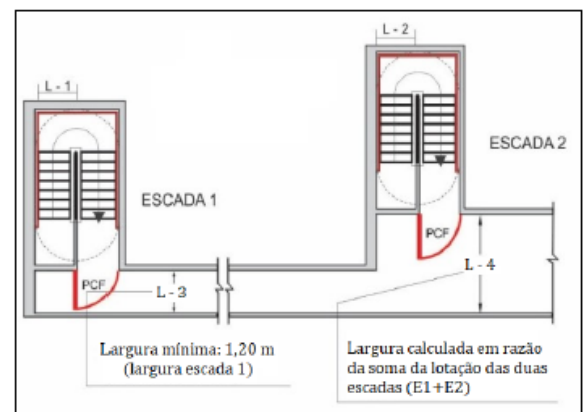 L - 2
L - 1
ESCADA 2
ESCADA 1
PCF
L - 4
PCF
L - 3
Largura mínima: 1,20 m
(largura escada 1)
Largura calculada em razão
da soma da lotação das duas
escadas (E1+E2)